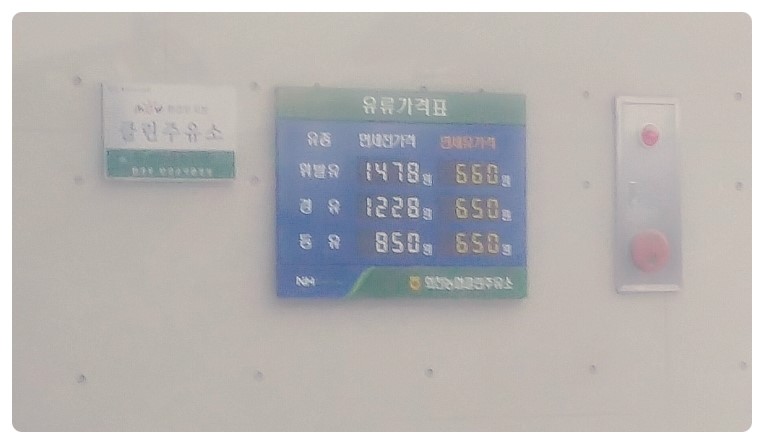 클린주유소
유류가격표
유종 면세전가격 면세유가격
휘발유 1478원 660원
경유 1228원 650원
등유 850원 650원
NH